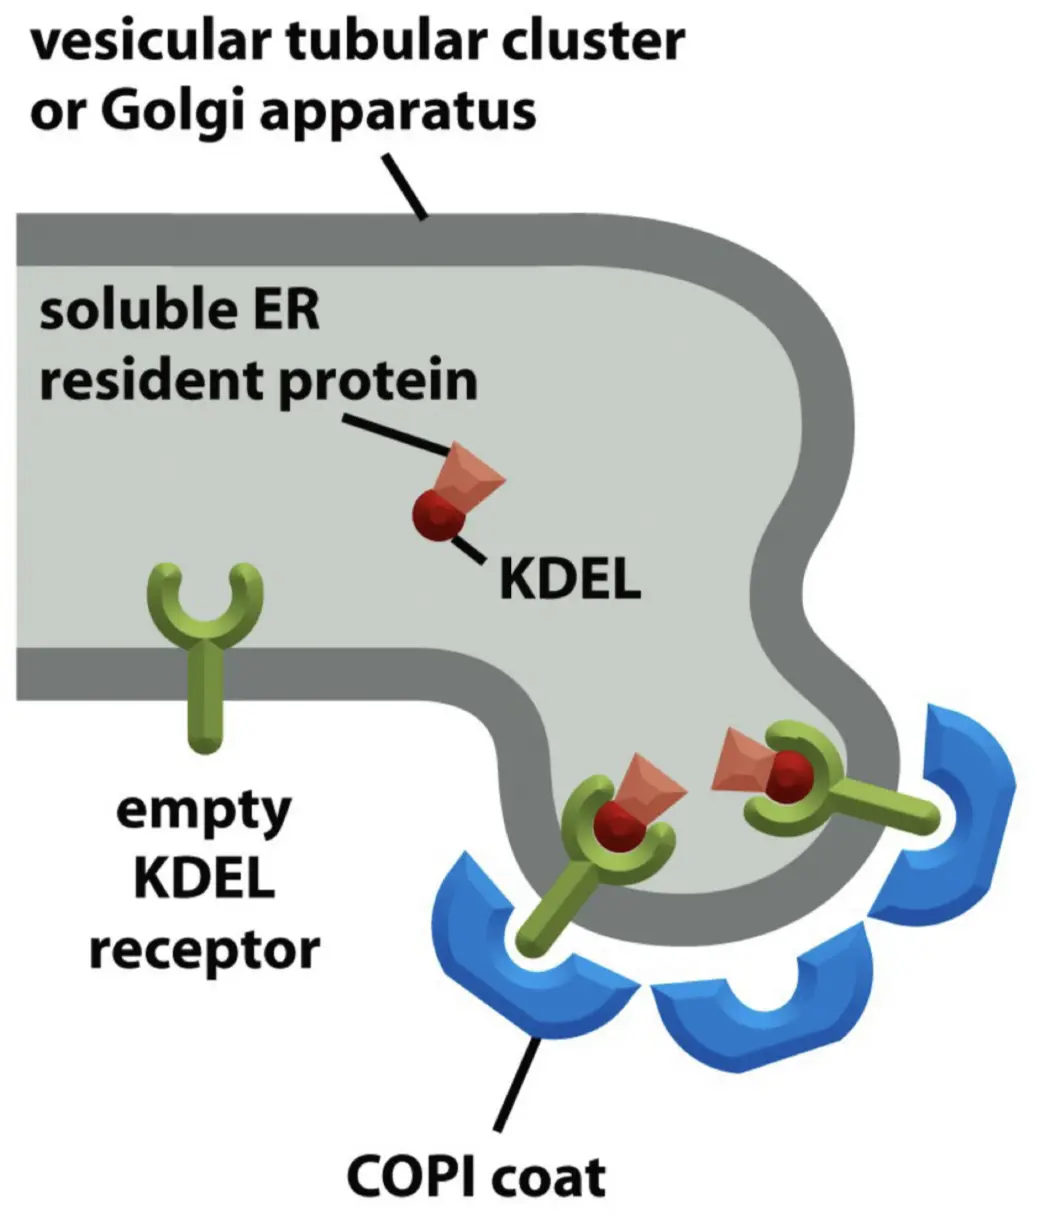 vesicular tubular cluster
or Golgi apparatus
soluble ER
resident protein
KDEL
empty
KDEL
receptor
COPI coat